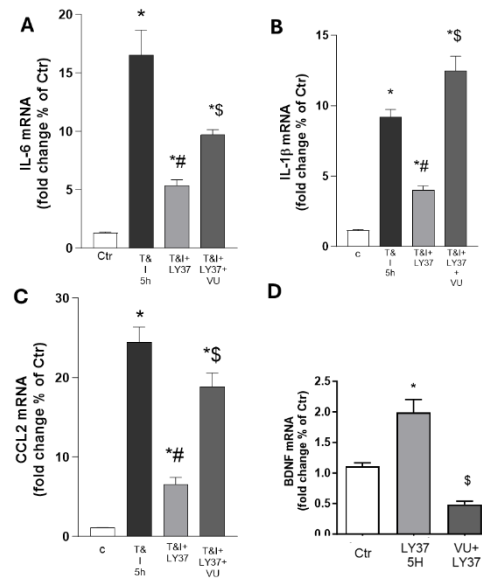 A
IL-6 mRNA
(fold change % of Ctr)
20
15
10
5
0
*
*#
*$
Ctr
T&
I
5h
T&I+
LY37
T&I+
LY37+
VU
B
IL-1β mRNA
(fold change % of Ctr)
15
10
5
0
*
*#
*$
c
T&
I
5h
T&I+
LY37
T&I+
LY37
+
VU
C
CCL2 mRNA
(fold change % of Ctr)
30
20
10
0
*
*#
*$
c
T&
I
5h
T&I+
LY37
T&I+
LY37+
VU
D
BDNF mRNA
(fold change % of Ctr)
2.5
2.0
1.5
1.0
0.5
0.0
*
$
Ctr
LY37
5H
VU+
LY37